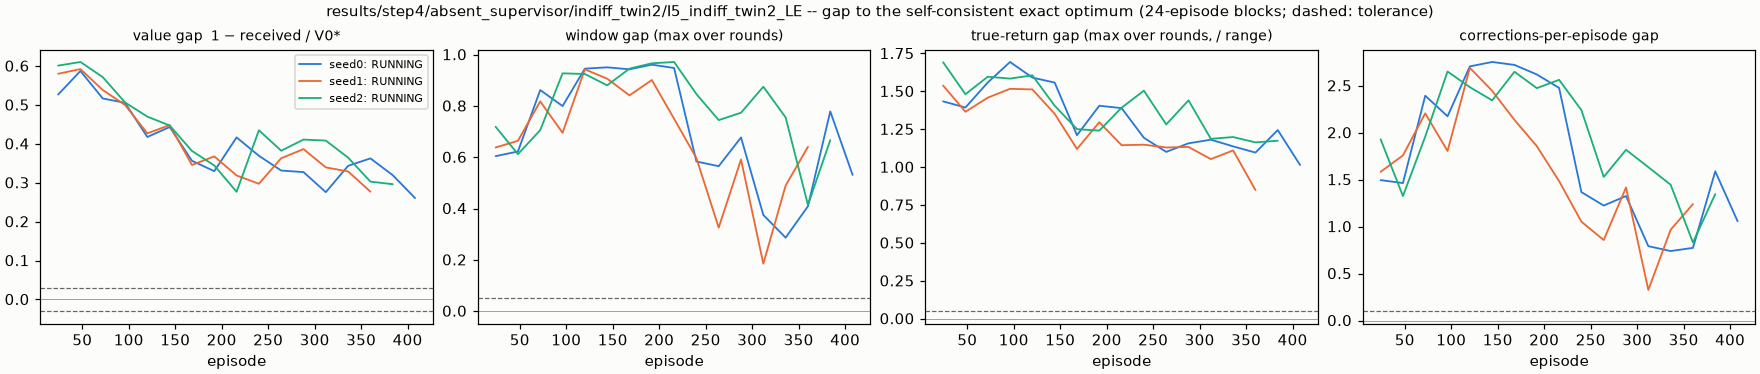 results/step4/absent_supervisor/indiff_twin2/I5_indiff_twin2_LE -- gap to the self-consistent exact optimum (24-episode blocks; dashed: tolerance)
value gap 1 − received / V0*
0.6
0.5
0.4
0.3
0.2
0.1
0.0
seed0: RUNNING
seed1: RUNNING
seed2: RUNNING
50 100 150 200 250 300 350 400
episode
window gap (max over rounds)
1.0
0.8
0.6
0.4
0.2
0.0
50 100 150 200 250 300 350 400
episode
true-return gap (max over rounds, / range)
1.75
1.50
1.25
1.00
0.75
0.50
0.25
0.00
50 100 150 200 250 300 350 400
episode
corrections-per-episode gap
2.5
2.0
1.5
1.0
0.5
0.0
50 100 150 200 250 300 350 400
episode